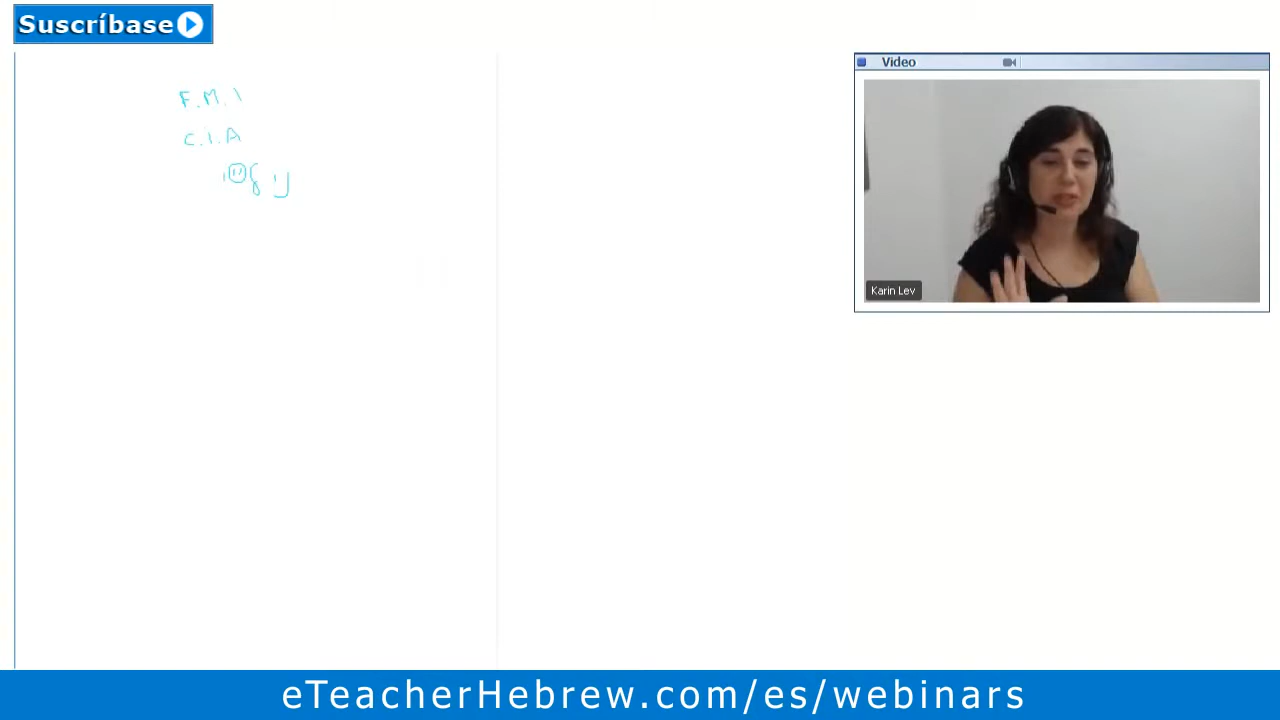 Suscríbase
F.M.I
C.I.A
Video
Karin Lev
eTeacherHebrew.com/es/webinars